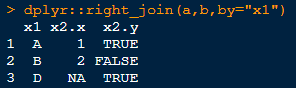 > dplyr::right_join(a,b,by="x1")
x1 x2.x x2.y
1 A 1 TRUE
2 B 2 FALSE
3 D NA TRUE